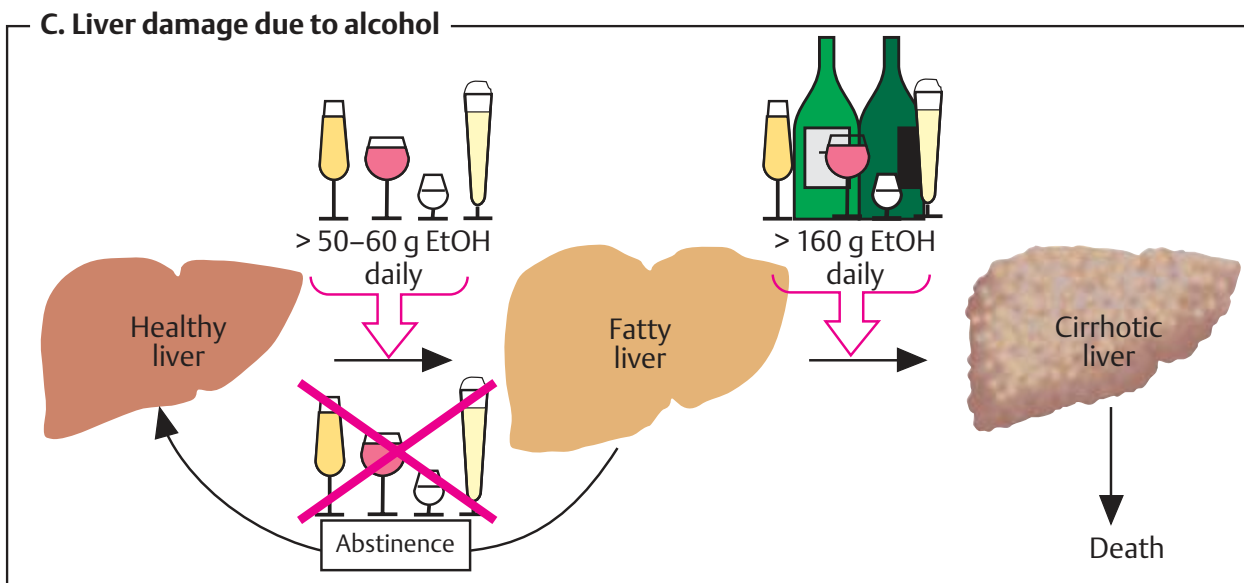 C. Liver damage due to alcohol
> 50–60 g EtOH
daily
> 160 g EtOH
daily
Healthy
liver
Fatty
liver
Cirrhotic
liver
Abstinence
Death